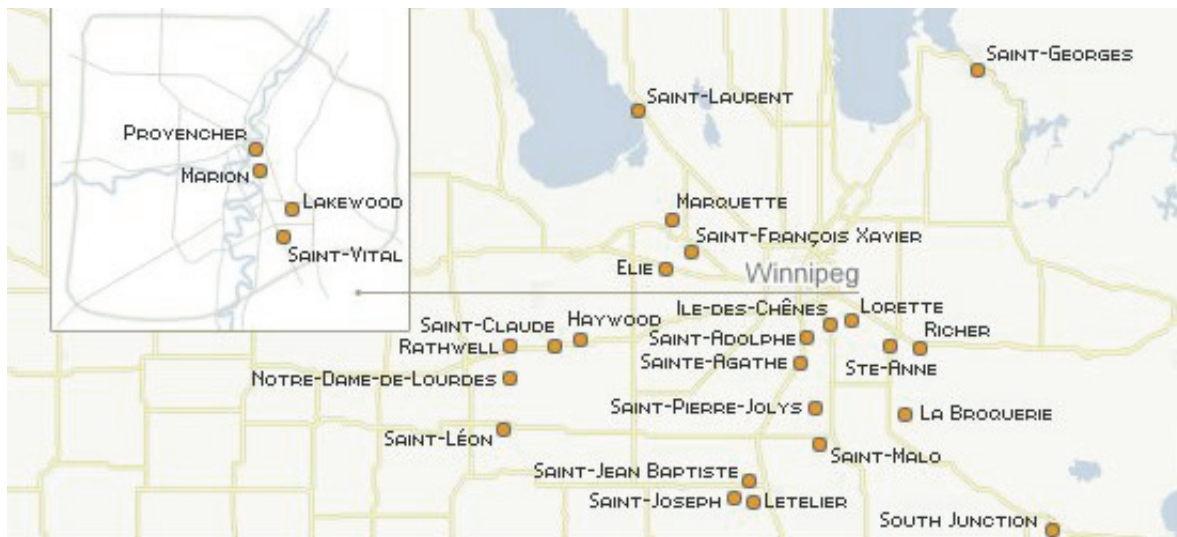 Saint-Georges
Saint-Laurent
Provencher
Marion
Lakewood
Saint-Vital
Marquette
Saint-François Xavier
Elie
Winnipeg
Ile-des-Chênes
Lorette
Saint-Claude
Haywood
Saint-Adolphe
Richer
Rathwell
Sainte-Agathe
Ste-Anne
Notre-Dame-de-Lourdes
Saint-Pierre-Jolys
La Broquerie
Saint-Léon
Saint-Malo
Saint-Jean Baptiste
Saint-Joseph
Letelier
South Junction